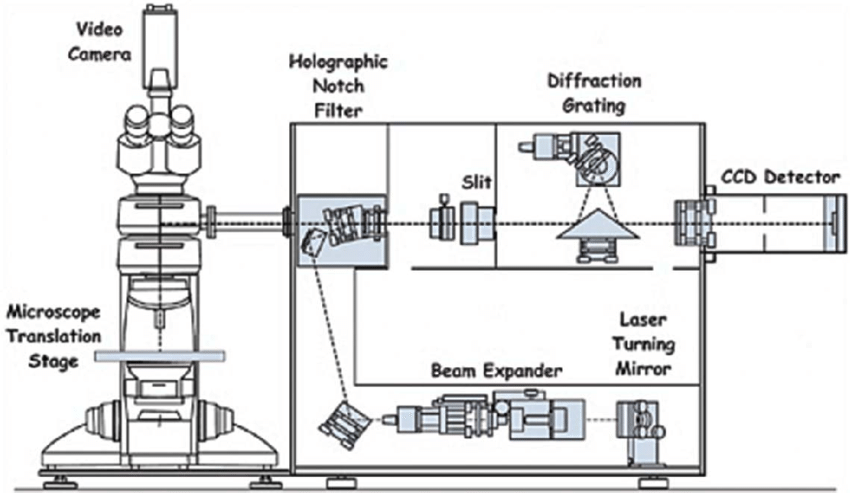 Video
Camera
Holographic
Notch
Filter
Diffraction
Grating
Slit
CCD Detector
Microscope
Translation
Stage
Laser
Turning
Mirror
Beam Expander